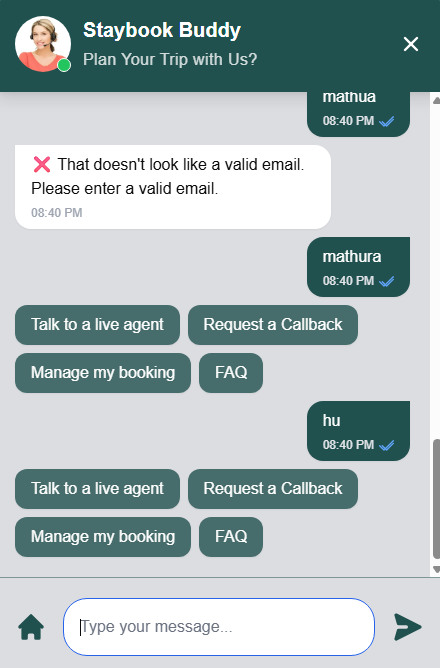 Staybook Buddy
Plan Your Trip with Us?
mathua
08:40 PM
❌ That doesn't look like a valid email.
Please enter a valid email.
08:40 PM
mathura
08:40 PM
Talk to a live agent
Request a Callback
Manage my booking
FAQ
hu
08:40 PM
Talk to a live agent
Request a Callback
Manage my booking
FAQ
Type your message...